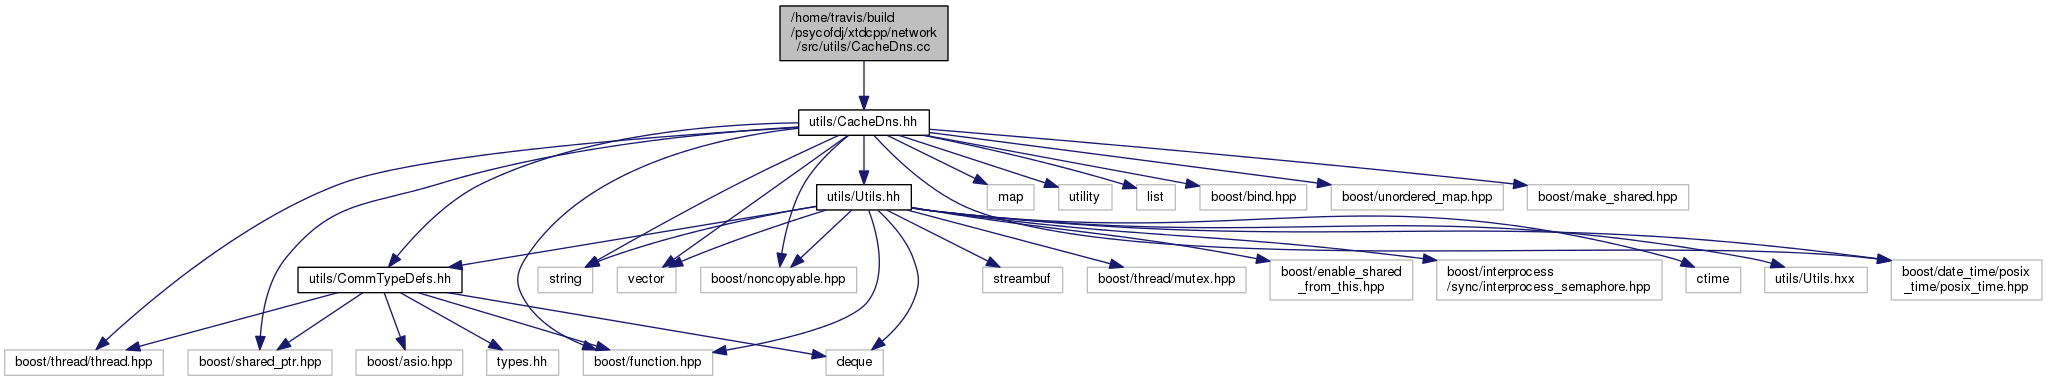 /home/travis/build
/psycofdj/xtdcpp/network
/src/utils/CacheDns.cc
utils/CacheDns.hh
utils/Utils.hh
map
utility
list
boost/bind.hpp
boost/unordered_map.hpp
boost/make_shared.hpp
utils/CommTypeDefs.hh
string
vector
boost/noncopyable.hpp
streambuf
boost/thread/mutex.hpp
boost/enable_shared
_from_this.hpp
boost/interprocess
/sync/interprocess_semaphore.hpp
ctime
utils/Utils.hxx
boost/date_time/posix
_time/posix_time.hpp
boost/thread/thread.hpp
boost/shared_ptr.hpp
boost/asio.hpp
types.hh
boost/function.hpp
deque